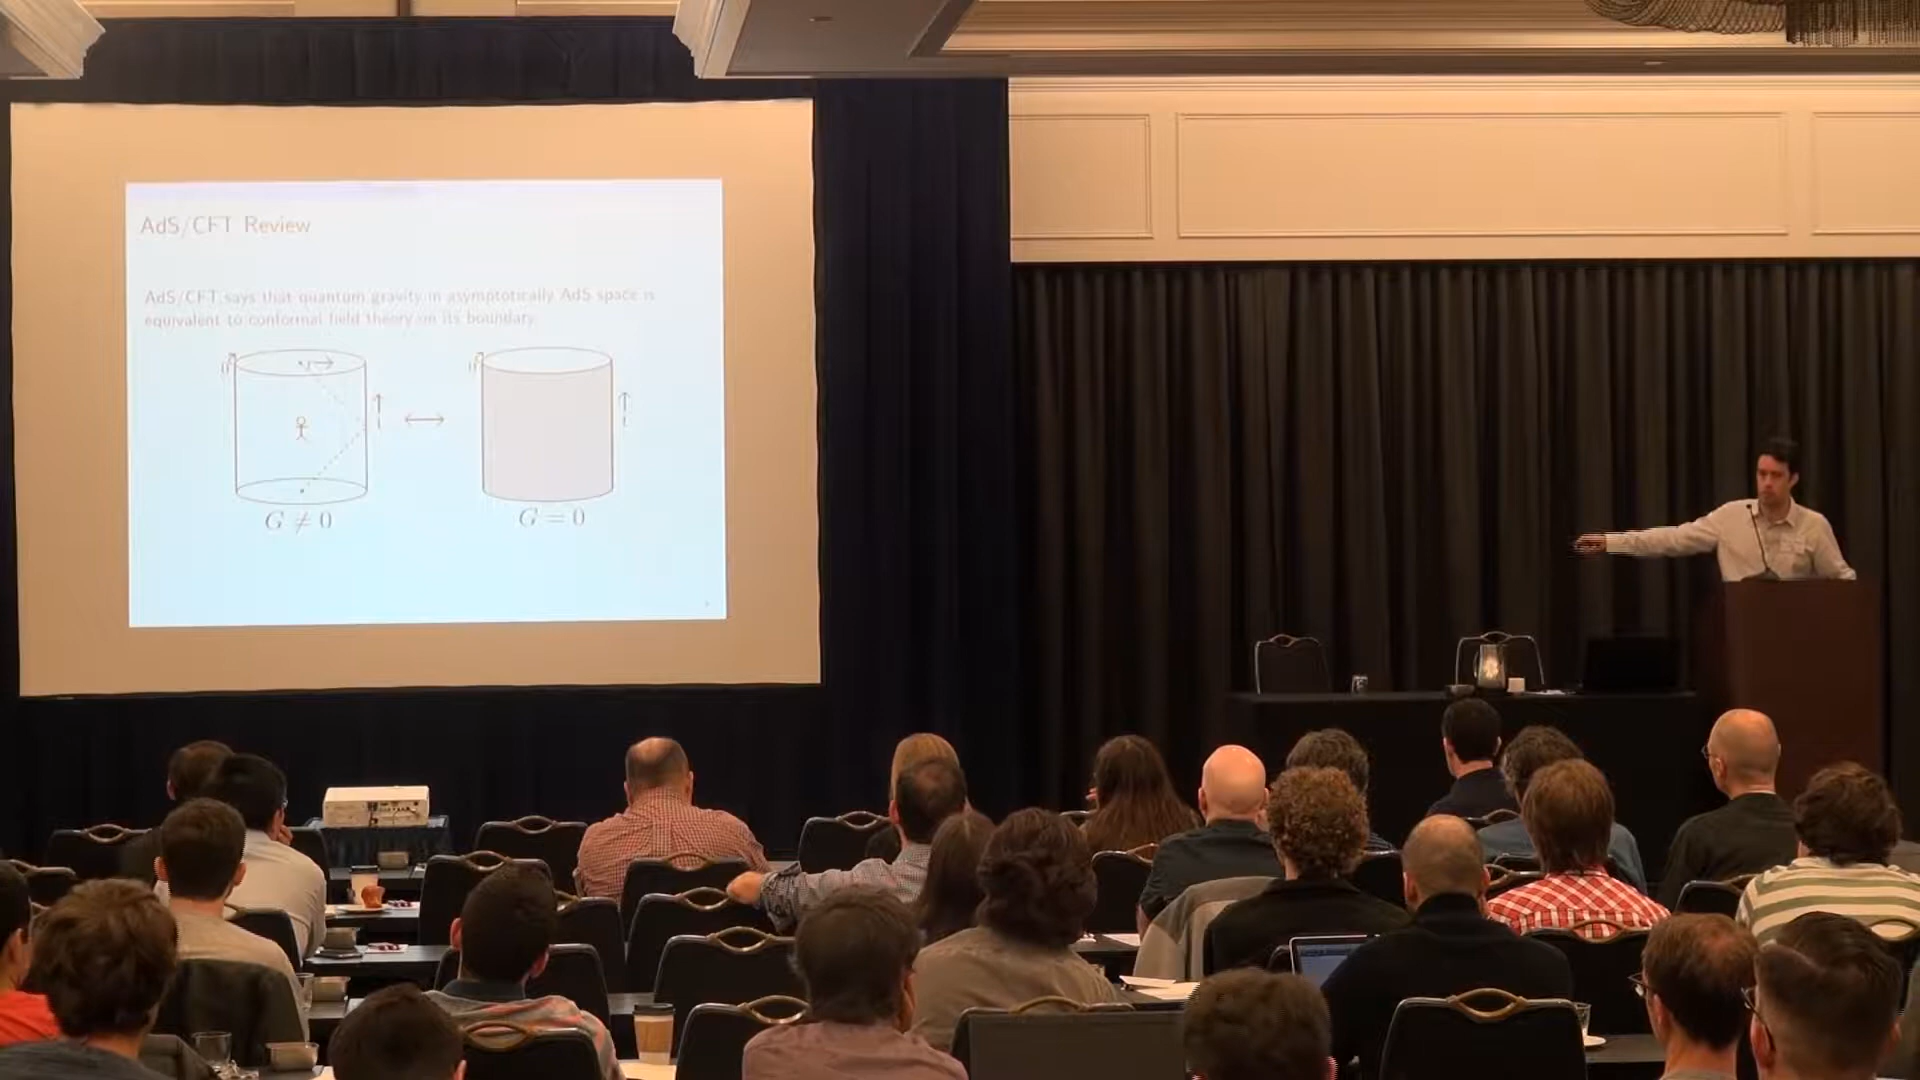 AdS/CFT Review
AdS/CFT says that quantum gravity in asymptotically AdS space is
equivalent to conformal field theory on its boundary.
G ≠ 0
G = 0